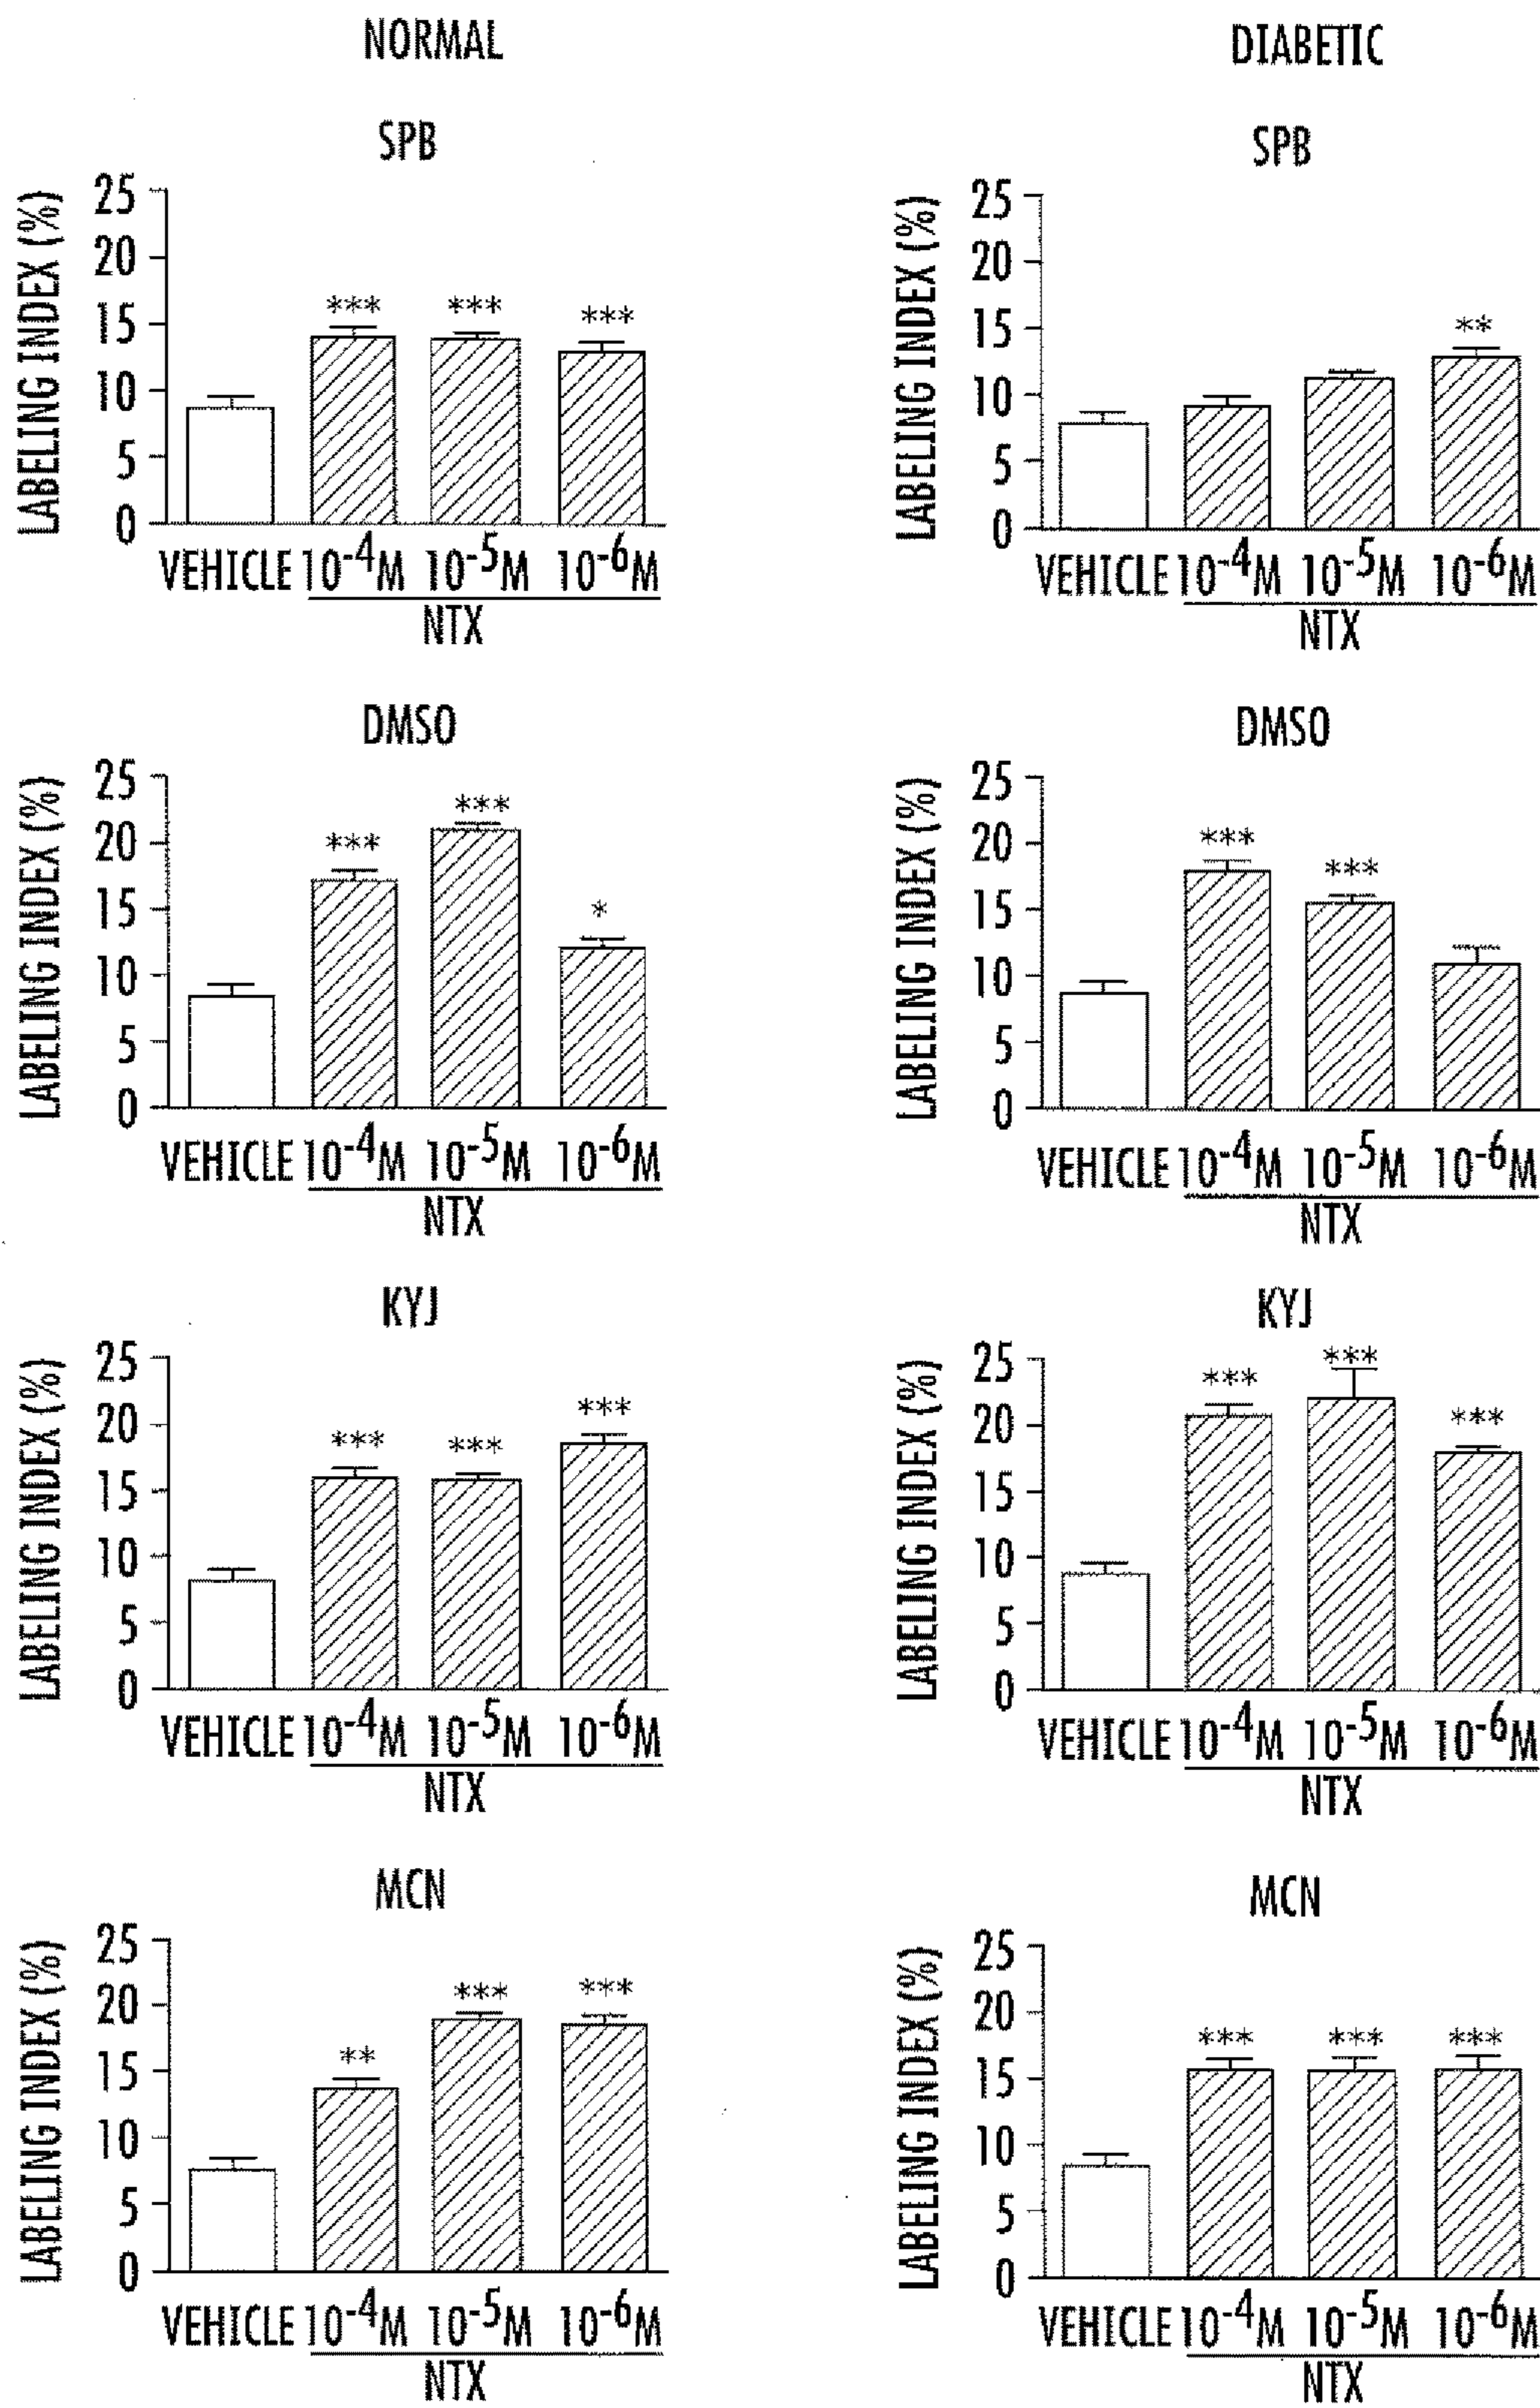 NORMAL
SPB
LABELING INDEX (%)
25
20
15
10
5
0
*** *** ***
VEHICLE 10-4M 10-5M 10-6M
NTX
DMSO
LABELING INDEX (%)
25
20
15
10
5
0
*** *** *
VEHICLE 10-4M 10-5M 10-6M
NTX
KYJ
LABELING INDEX (%)
25
20
15
10
5
0
*** *** ***
VEHICLE 10-4M 10-5M 10-6M
NTX
MCN
LABELING INDEX (%)
25
20
15
10
5
0
** *** ***
VEHICLE 10-4M 10-5M 10-6M
NTX
DIABETIC
SPB
LABELING INDEX (%)
25
20
15
10
5
0
**
VEHICLE 10-4M 10-5M 10-6M
NTX
DMSO
LABELING INDEX (%)
25
20
15
10
5
0
*** ***
VEHICLE 10-4M 10-5M 10-6M
NTX
KYJ
LABELING INDEX (%)
25
20
15
10
5
0
*** *** ***
VEHICLE 10-4M 10-5M 10-6M
NTX
MCN
LABELING INDEX (%)
25
20
15
10
5
0
*** *** ***
VEHICLE 10-4M 10-5M 10-6M
NTX